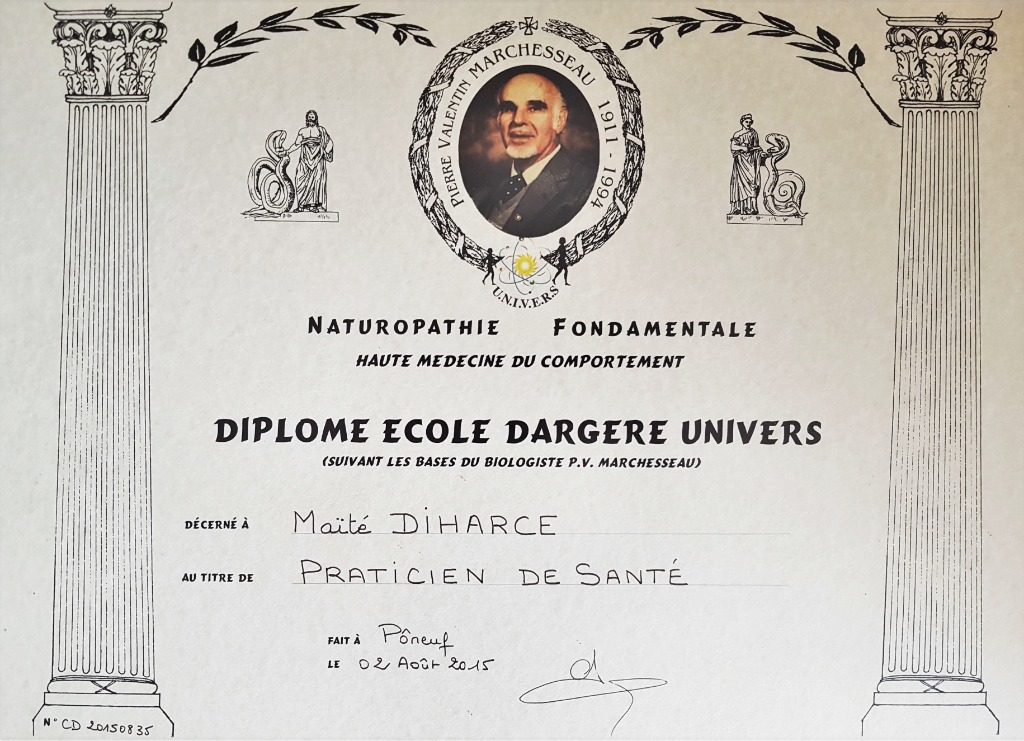 PIERRE VALENTIN MARCHESSEAU 1911 - 1994
U.N.I.V.E.R.S
NATUROPATHIE FONDAMENTALE
HAUTE MEDECINE DU COMPORTEMENT
DIPLOME ECOLE DARGERE UNIVERS
(SUIVANT LES BASES DU BIOLOGISTE P.V. MARCHESSEAU)
DÉCERNÉ À Maïté DIHARCE
AU TITRE DE PRATICIEN DE SANTÉ
FAIT À Pôneuf
LE 02 Août 2015
N° CD 20150835